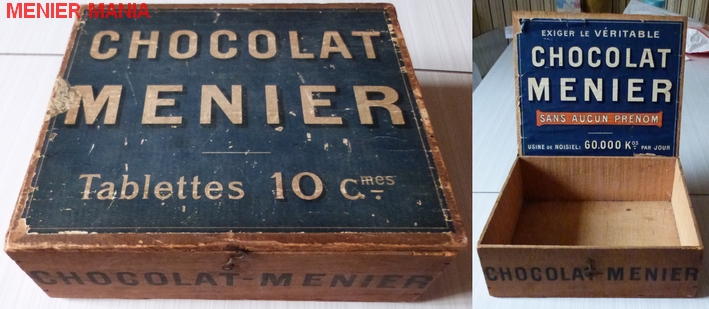 MENIER MANIA
CHOCOLAT
MENIER
Tablettes 10 Cmes
CHOCOLAT-MENIER
EXIGER LE VÉRITABLE
CHOCOLAT
MENIER
SANS AUCUN PRÉNOM
USINE DE NOISIEL: 60.000 KOS PAR JOUR
CHOCOLAT-MENIER